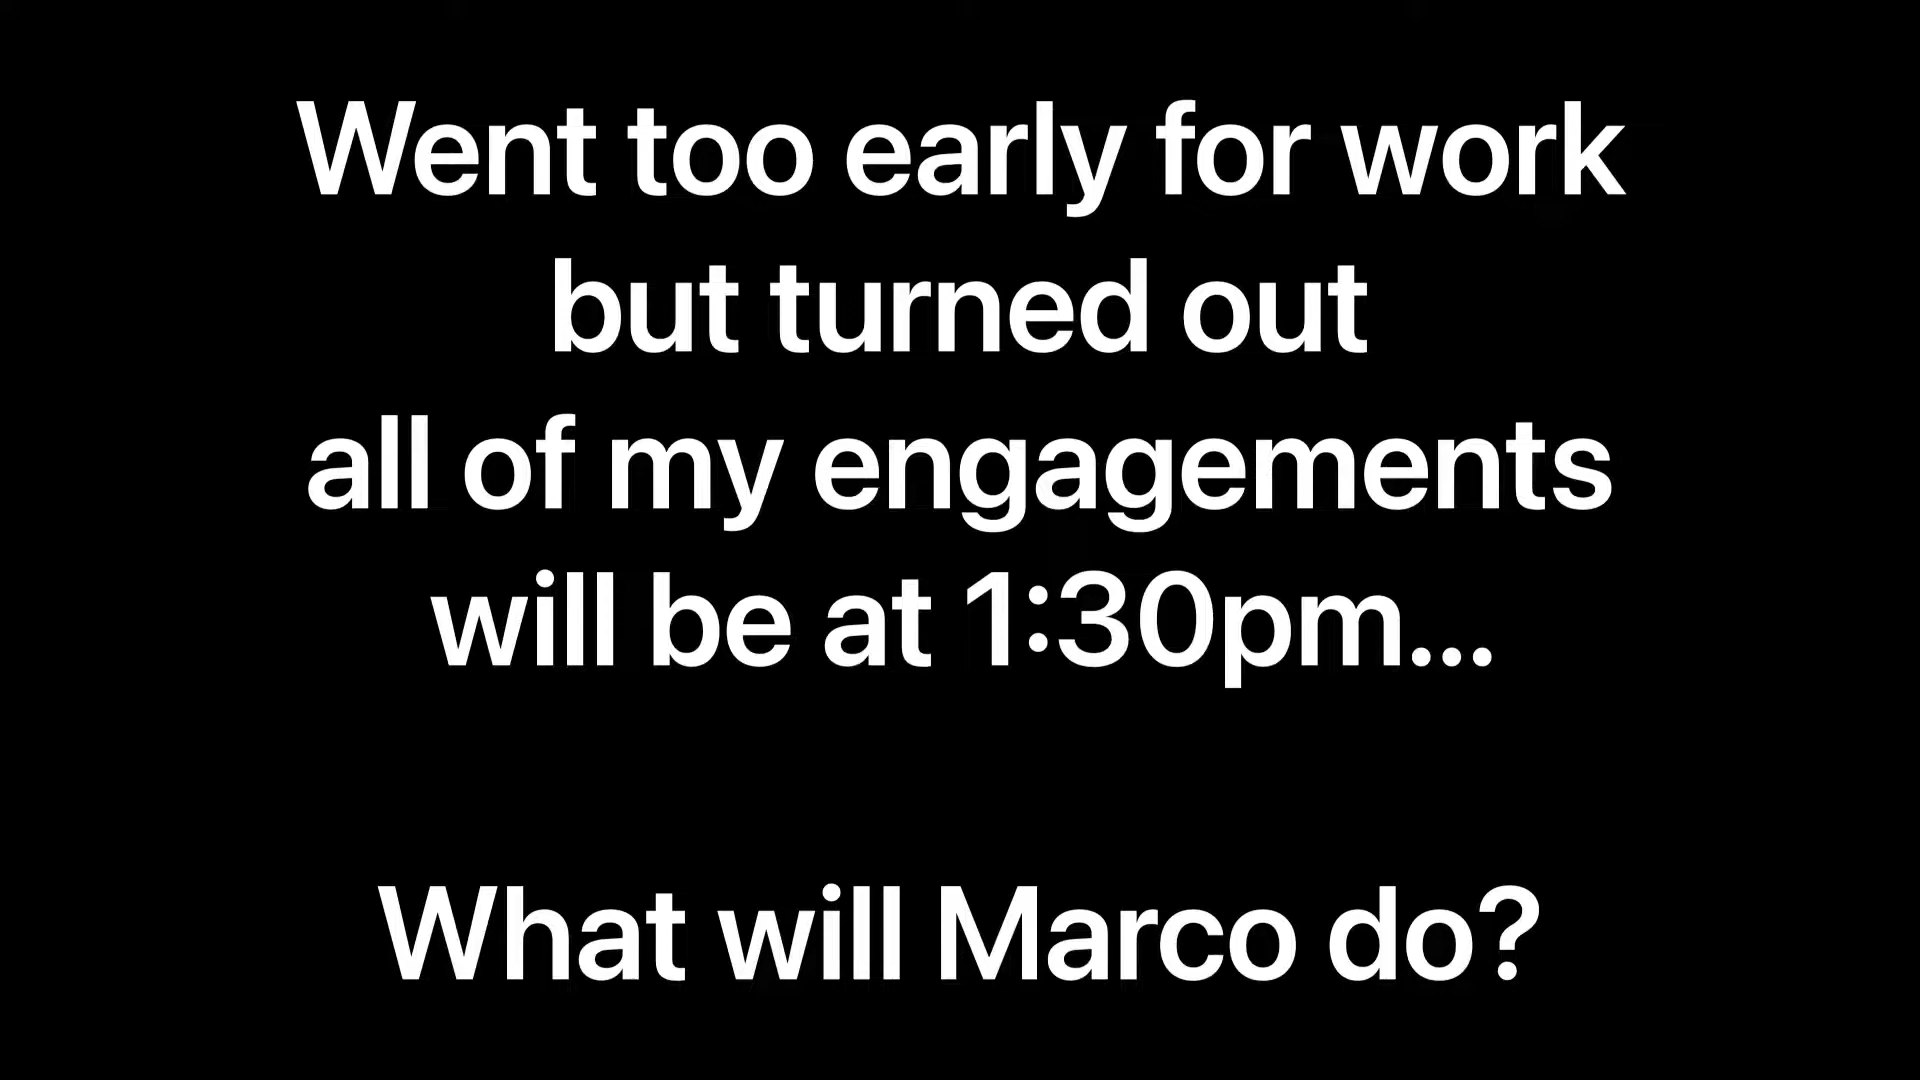 Went too early for work
but turned out
all of my engagements
will be at 1:30pm...
What will Marco do?